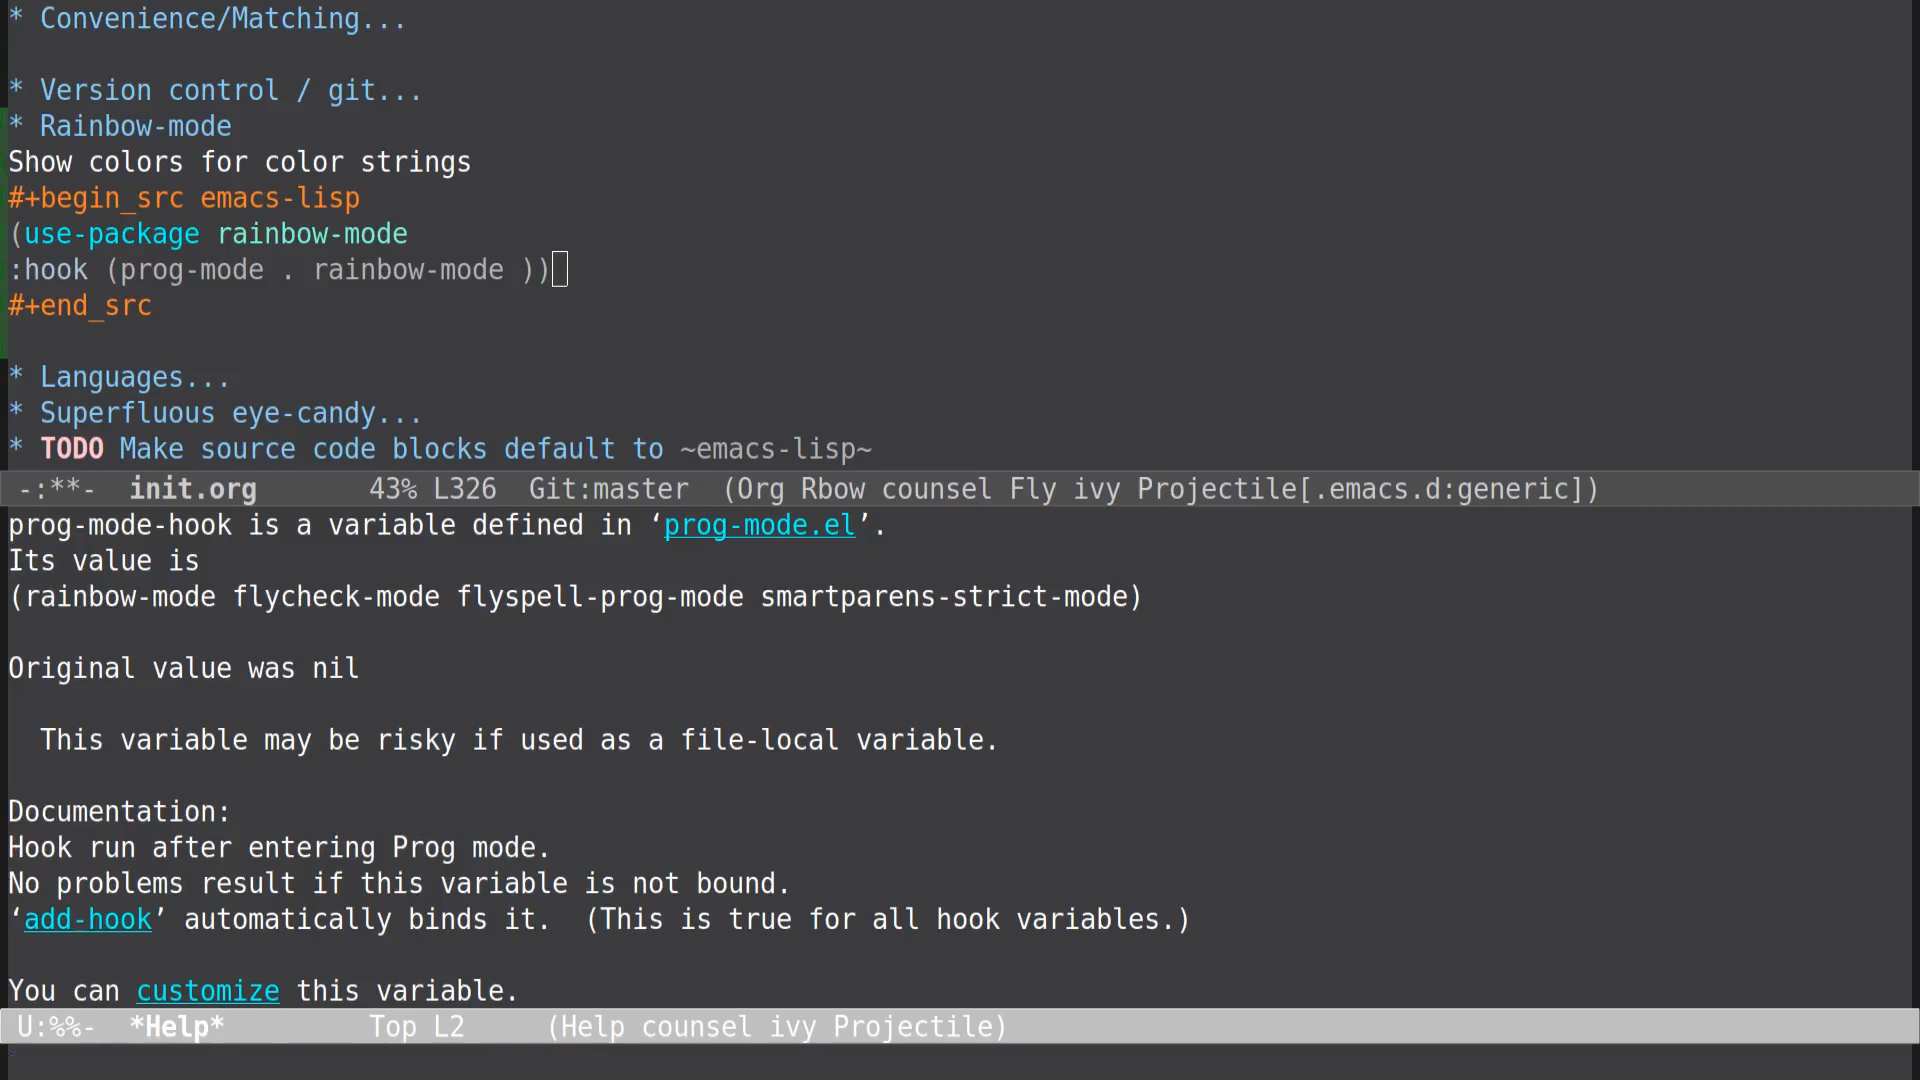 * Convenience/Matching...
* Version control / git...
* Rainbow-mode
Show colors for color strings
#+begin_src emacs-lisp
(use-package rainbow-mode
:hook (prog-mode . rainbow-mode ))
#+end_src
* Languages...
* Superfluous eye-candy...
* TODO Make source code blocks default to ~emacs-lisp~
-:**-  init.org       43% L326  Git:master  (Org Rbow counsel Fly ivy Projectile[.emacs.d:generic])
prog-mode-hook is a variable defined in ‘prog-mode.el’.
Its value is
(rainbow-mode flycheck-mode flyspell-prog-mode smartparens-strict-mode)
Original value was nil
  This variable may be risky if used as a file-local variable.
Documentation:
Hook run after entering Prog mode.
No problems result if this variable is not bound.
‘add-hook’ automatically binds it.  (This is true for all hook variables.)
You can customize this variable.
U:%%-  *Help*         Top L2     (Help counsel ivy Projectile)